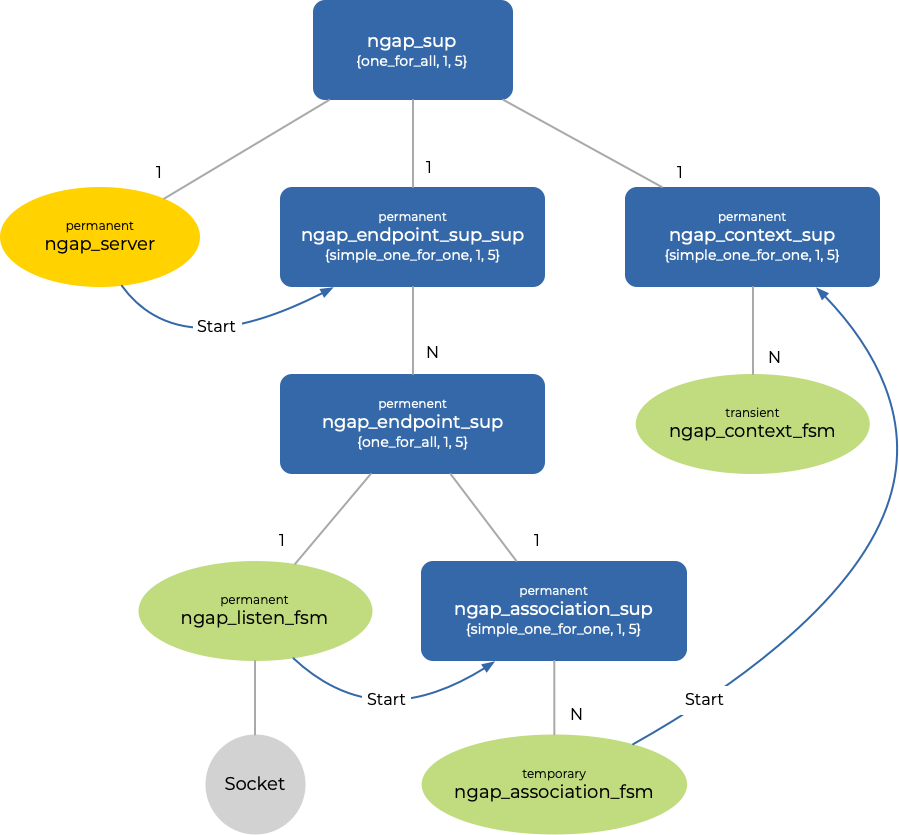 ngap_sup
{one_for_all, 1, 5}
1
1
1
permanent
ngap_server
permanent
ngap_endpoint_sup_sup
{simple_one_for_one, 1, 5}
permanent
ngap_context_sup
{simple_one_for_one, 1, 5}
Start
N
N
permenent
ngap_endpoint_sup
{one_for_all, 1, 5}
transient
ngap_context_fsm
1
1
permanent
ngap_listen_fsm
permanent
ngap_association_sup
{simple_one_for_one, 1, 5}
Start
Start
N
Socket
temporary
ngap_association_fsm